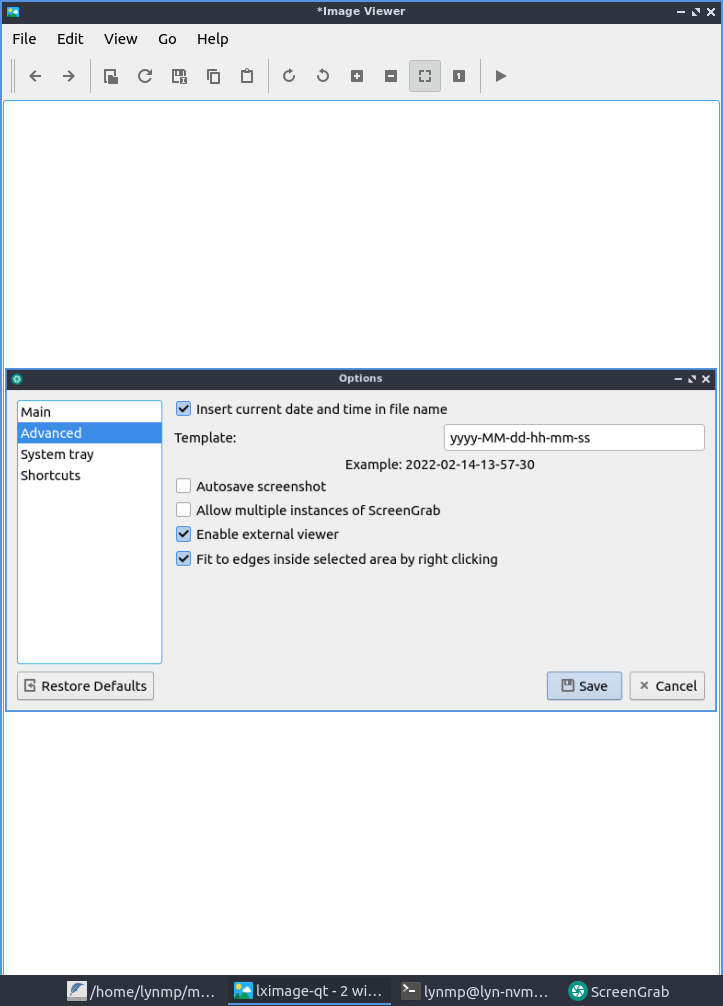 *Image Viewer
File Edit View Go Help
1
Options
Main
Advanced
System tray
Shortcuts
Insert current date and time in file name
Template: yyyy-MM-dd-hh-mm-ss
Example: 2022-02-14-13-57-30
Autosave screenshot
Allow multiple instances of ScreenGrab
Enable external viewer
Fit to edges inside selected area by right clicking
Restore Defaults Save Cancel
/home/lynmp/m... lximage-qt - 2 wi... lynmp@lyn-nvm... ScreenGrab